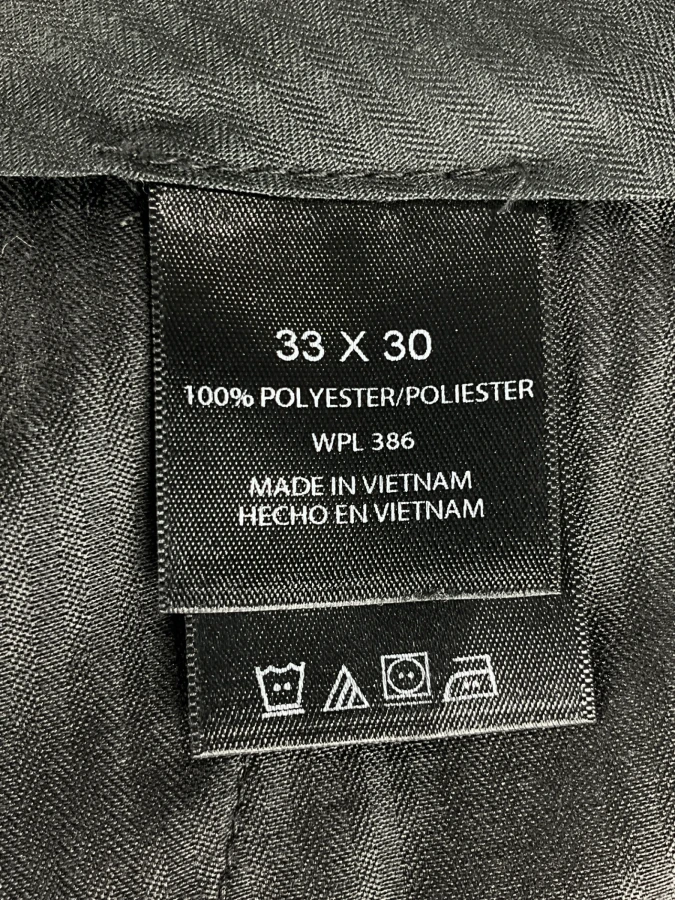 33 X 30
100% POLYESTER/POLIESTER
WPL 386
MADE IN VIETNAM
HECHO EN VIETNAM